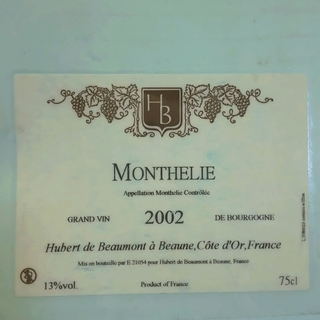 HB
MONTHELIE
Appellation Monthelie Contrôlée
GRAND VIN 2002 DE BOURGOGNE
Hubert de Beaumont à Beaune, Côte d'Or, France
Mis en bouteille par E 21054 pour Hubert de Beaumont à Beaune, France
13%vol. Product of France 75cl